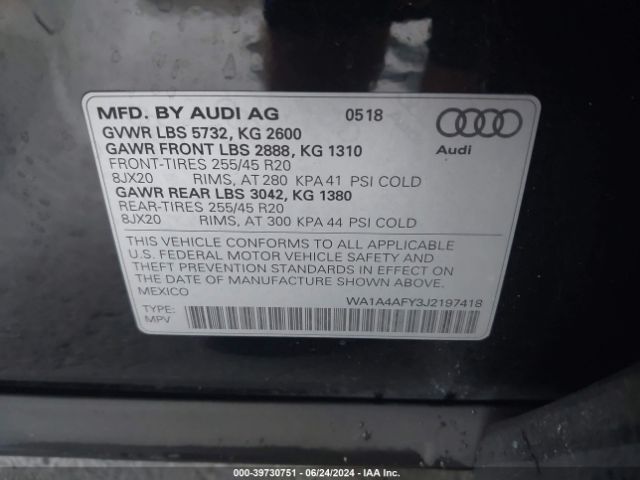 MFD. BY AUDI AG 0518
GVWR LBS 5732, KG 2600
GAWR FRONT LBS 2888, KG 1310
FRONT-TIRES 255/45 R20
8JX20 RIMS, AT 280 KPA 41 PSI COLD
GAWR REAR LBS 3042, KG 1380
REAR-TIRES 255/45 R20
8JX20 RIMS, AT 300 KPA 44 PSI COLD
Audi
THIS VEHICLE CONFORMS TO ALL APPLICABLE
U.S. FEDERAL MOTOR VEHICLE SAFETY AND
THEFT PREVENTION STANDARDS IN EFFECT ON
THE DATE OF MANUFACTURE SHOWN ABOVE.
MEXICO
WA1A4AFY3J2197418
TYPE:
MPV
000-39730751 | 06/24/2024 | IAA Inc.